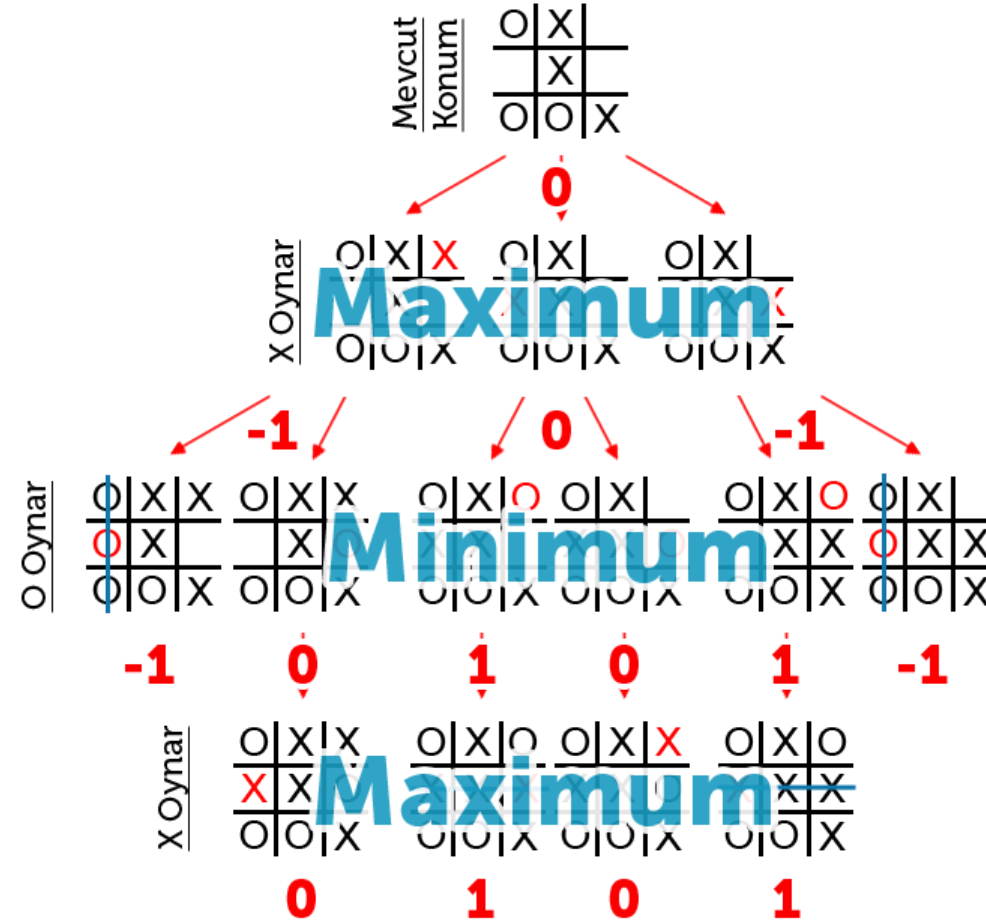 Mevcut
Konum
O X
X
O O X
0
X Oynar
O X X O X O X
Maximum
O O X O O X O O X
-1 0 -1
O Oynar
O X X O X X O X O O X O X O O X
O X X Minimum X X O X X
O O X O O X O O X O O X O O X O O X
-1 0 1 0 1 -1
X Oynar
O X X O X O O X X O X O
X X Maximum X X
O O X O O X O O X O O X
0 1 0 1